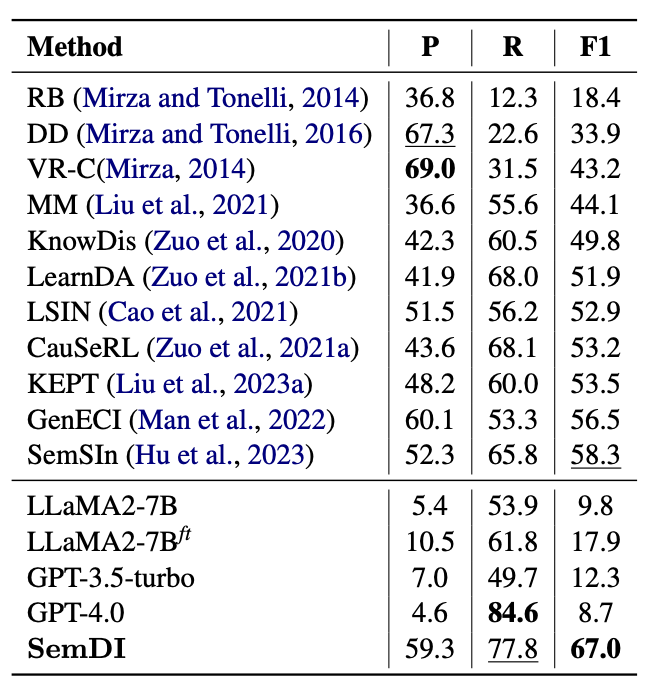 Method P R F1
RB (Mirza and Tonelli, 2014) 36.8 12.3 18.4
DD (Mirza and Tonelli, 2016) 67.3 22.6 33.9
VR-C(Mirza, 2014) 69.0 31.5 43.2
MM (Liu et al., 2021) 36.6 55.6 44.1
KnowDis (Zuo et al., 2020) 42.3 60.5 49.8
LearnDA (Zuo et al., 2021b) 41.9 68.0 51.9
LSIN (Cao et al., 2021) 51.5 56.2 52.9
CauSeRL (Zuo et al., 2021a) 43.6 68.1 53.2
KEPT (Liu et al., 2023a) 48.2 60.0 53.5
GenECI (Man et al., 2022) 60.1 53.3 56.5
SemSIn (Hu et al., 2023) 52.3 65.8 58.3
LLaMA2-7B 5.4 53.9 9.8
LLaMA2-7Bft 10.5 61.8 17.9
GPT-3.5-turbo 7.0 49.7 12.3
GPT-4.0 4.6 84.6 8.7
SemDI 59.3 77.8 67.0